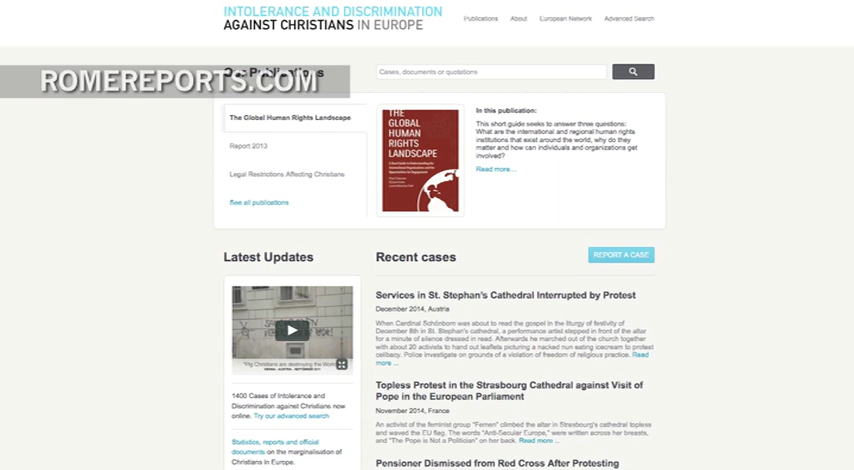 INTOLERANCE AND DISCRIMINATION
AGAINST CHRISTIANS IN EUROPE
Publications About European Network Advanced Search
Our Publications
Cases, documents or quotations
ROMEREPORTS.COM
The Global Human Rights Landscape
Report 2013
Legal Restrictions Affecting Christians
See all publications
THE
GLOBAL
HUMAN
RIGHTS
LANDSCAPE
In this publication:
This short guide seeks to answer three questions:
What are the international and regional human rights
institutions that exist around the world, why do they
matter and how can individuals and organizations get
involved?
Read more...
Latest Updates
Recent cases
REPORT A CASE
"Pig Christians are destroying the World"
1400 Cases of Intolerance and
Discrimination against Christians now
online. Try our advanced search
Statistics, reports and official
documents on the marginalisation of
Christians in Europe.
Services in St. Stephan's Cathedral Interrupted by Protest
December 2014, Austria
When Cardinal Schönborn was about to read the gospel in the liturgy of festivity of
December 8th in St. Stephan's cathedral, a performance artist stepped in front of the altar
for a minute of silence dressed in read. Afterwards he marched out of the church together
with about 20 activists to hand out leaflets picturing a nacked nun eating icecream to protest
celibacy. Police investigate on grounds of a violation of freedom of religious practice. Read
more ...
Topless Protest in the Strasbourg Cathedral against Visit of
Pope in the European Parliament
November 2014, France
An activist of the feminist group "Femen" climbed the altar in Strasbourg's cathedral topless
and waved the EU flag. The words "Anti-Secular Europe," were written across her breasts,
and "The Pope is Not a Politician" on her back. Read more ...
Pensioner Dismissed from Red Cross After Protesting